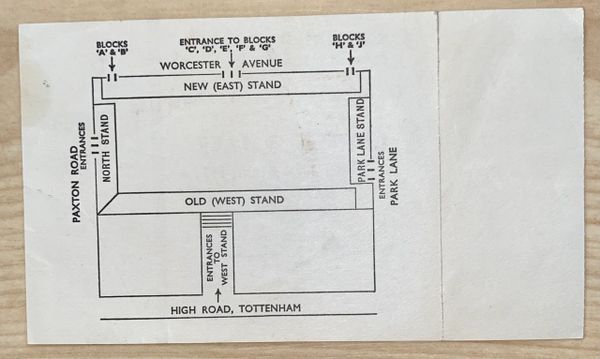 BLOCKS
'A' & 'B'
ENTRANCE TO BLOCKS
'C', 'D', 'E', 'F' & 'G'
BLOCKS
'H' & 'J'
WORCESTER AVENUE
NEW (EAST) STAND
PAXTON ROAD
ENTRANCES
NORTH STAND
PARK LANE STAND
ENTRANCES
PARK LANE
OLD (WEST) STAND
ENTRANCES
TO
WEST STAND
HIGH ROAD, TOTTENHAM